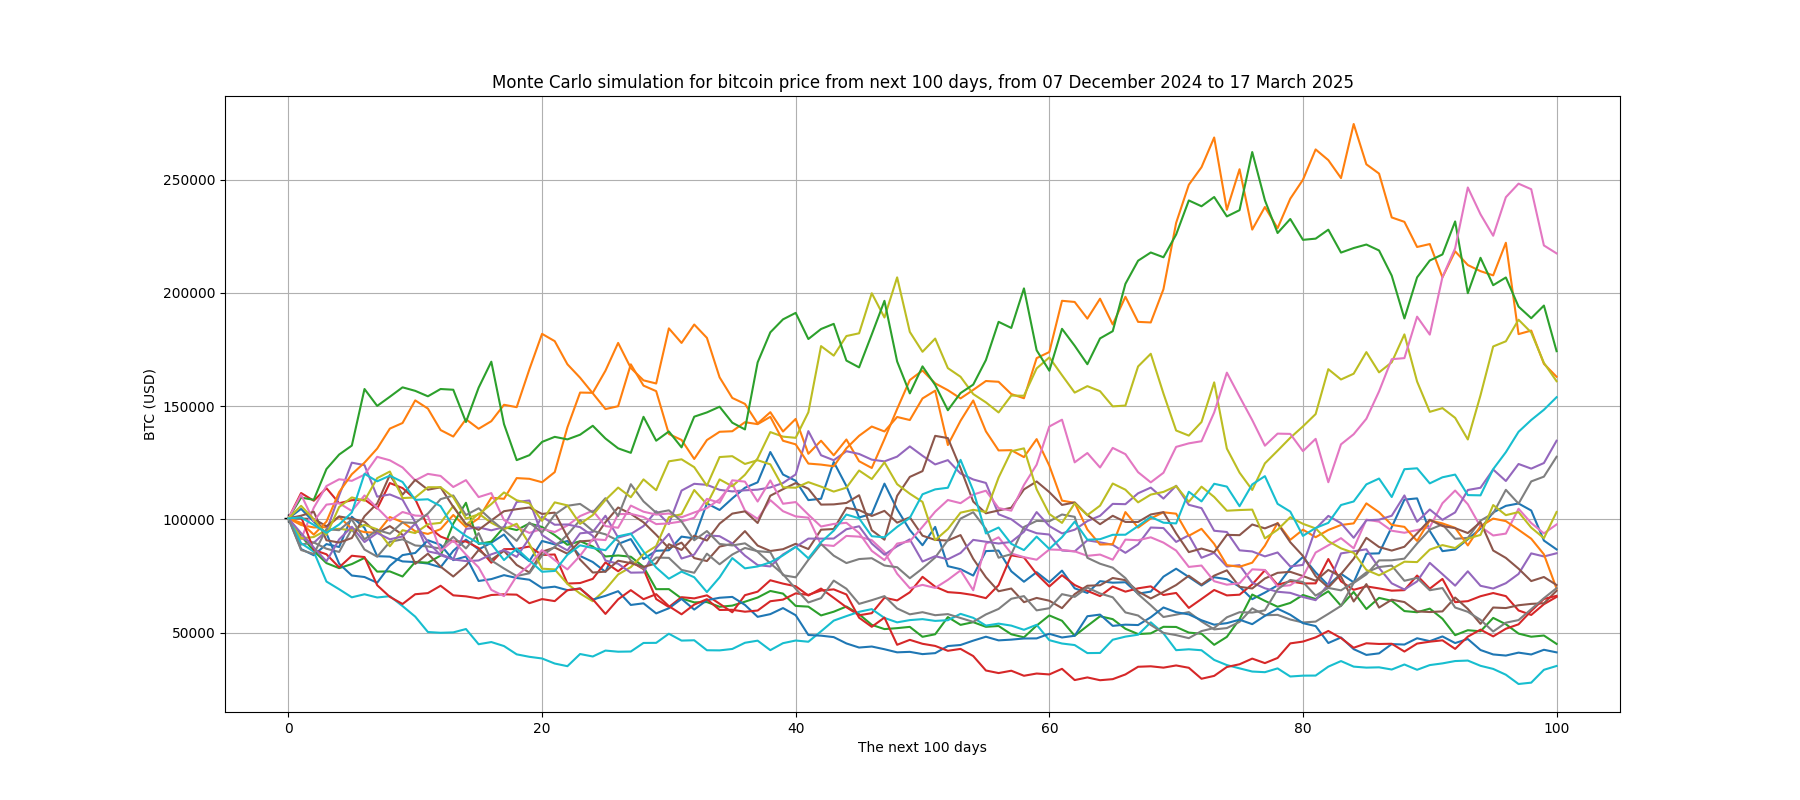 Monte Carlo simulation for bitcoin price from next 100 days, from 07 December 2024 to 17 March 2025
250000
200000
150000
100000
50000
BTC (USD)
0 20 40 60 80 100
The next 100 days